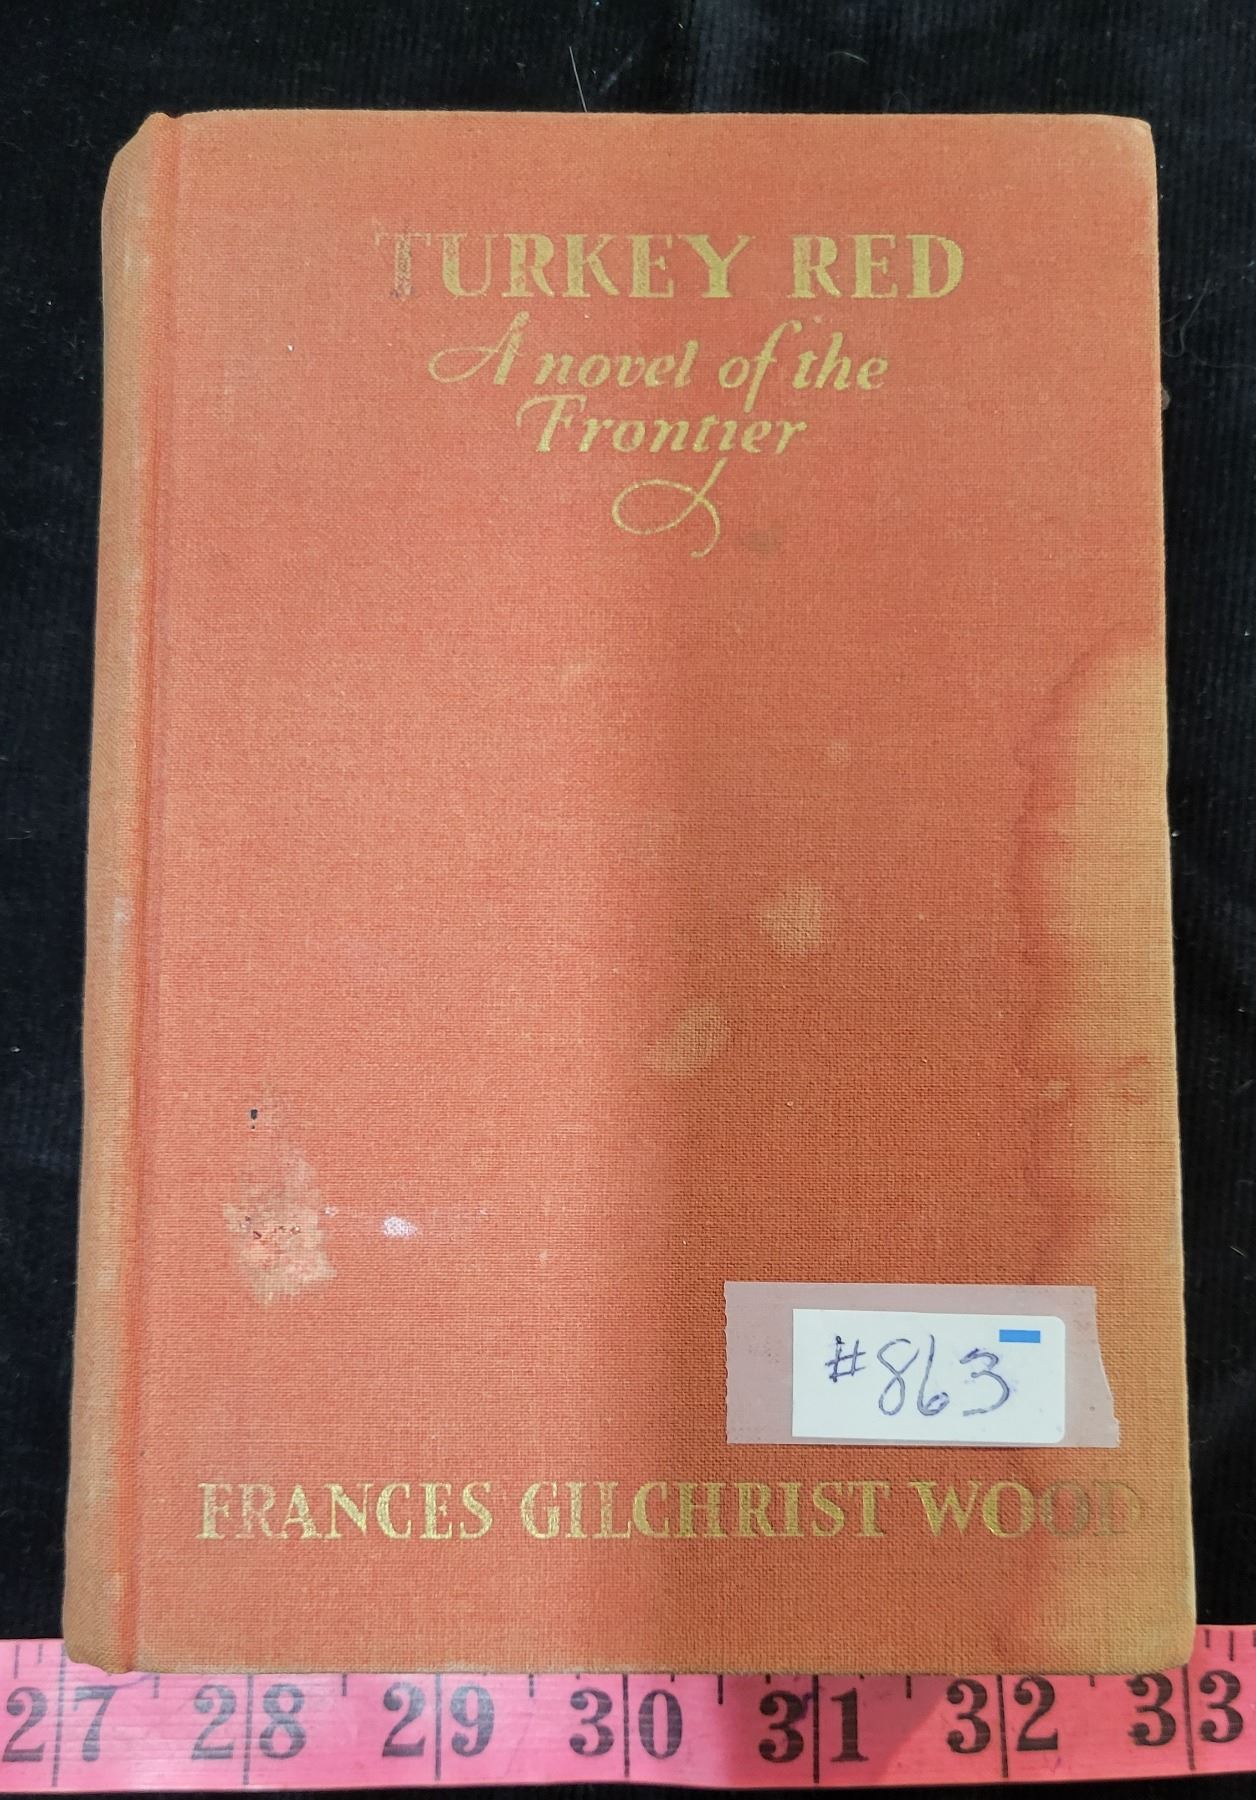 TURKEY RED
A novel of the
Frontier
#863
FRANCES GILCHRIST WOOD
27 28 29 30 31 32 33